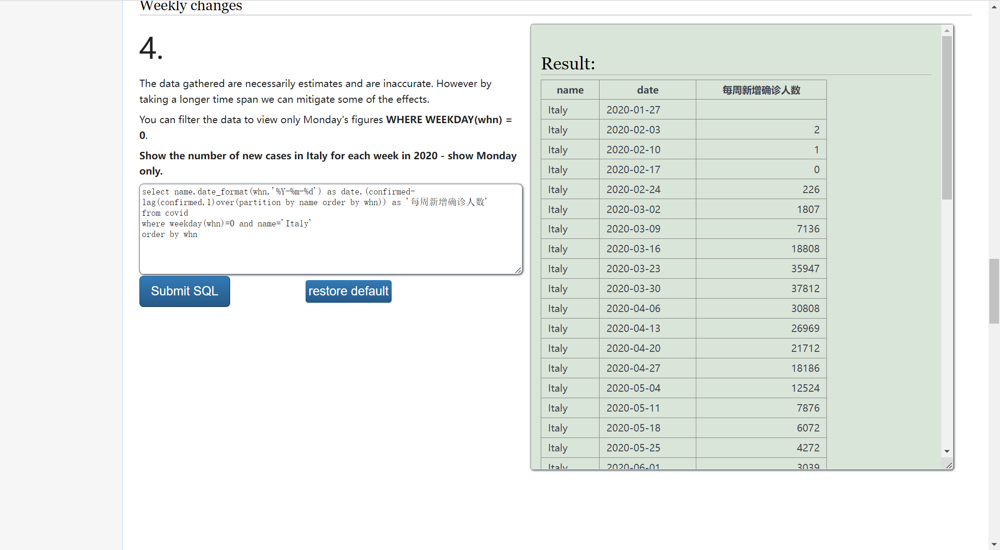 Weekly changes
4.
The data gathered are necessarily estimates and are inaccurate. However by
taking a longer time span we can mitigate some of the effects.
You can filter the data to view only Monday's figures WHERE WEEKDAY(whn) =
0.
Show the number of new cases in Italy for each week in 2020 - show Monday
only.
select name,date_format(whn,'%Y-%m-%d') as date,(confirmed-
lag(confirmed,1)over(partition by name order by whn)) as '每周新增确诊人数'
from covid
where weekday(whn)=0 and name='Italy'
order by whn
Submit SQL restore default
Result:
name date 每周新增确诊人数
Italy 2020-01-27
Italy 2020-02-03 2
Italy 2020-02-10 1
Italy 2020-02-17 0
Italy 2020-02-24 226
Italy 2020-03-02 1807
Italy 2020-03-09 7136
Italy 2020-03-16 18808
Italy 2020-03-23 35947
Italy 2020-03-30 37812
Italy 2020-04-06 30808
Italy 2020-04-13 26969
Italy 2020-04-20 21712
Italy 2020-04-27 18186
Italy 2020-05-04 12524
Italy 2020-05-11 7876
Italy 2020-05-18 6072
Italy 2020-05-25 4272
Italy 2020-06-01 3039